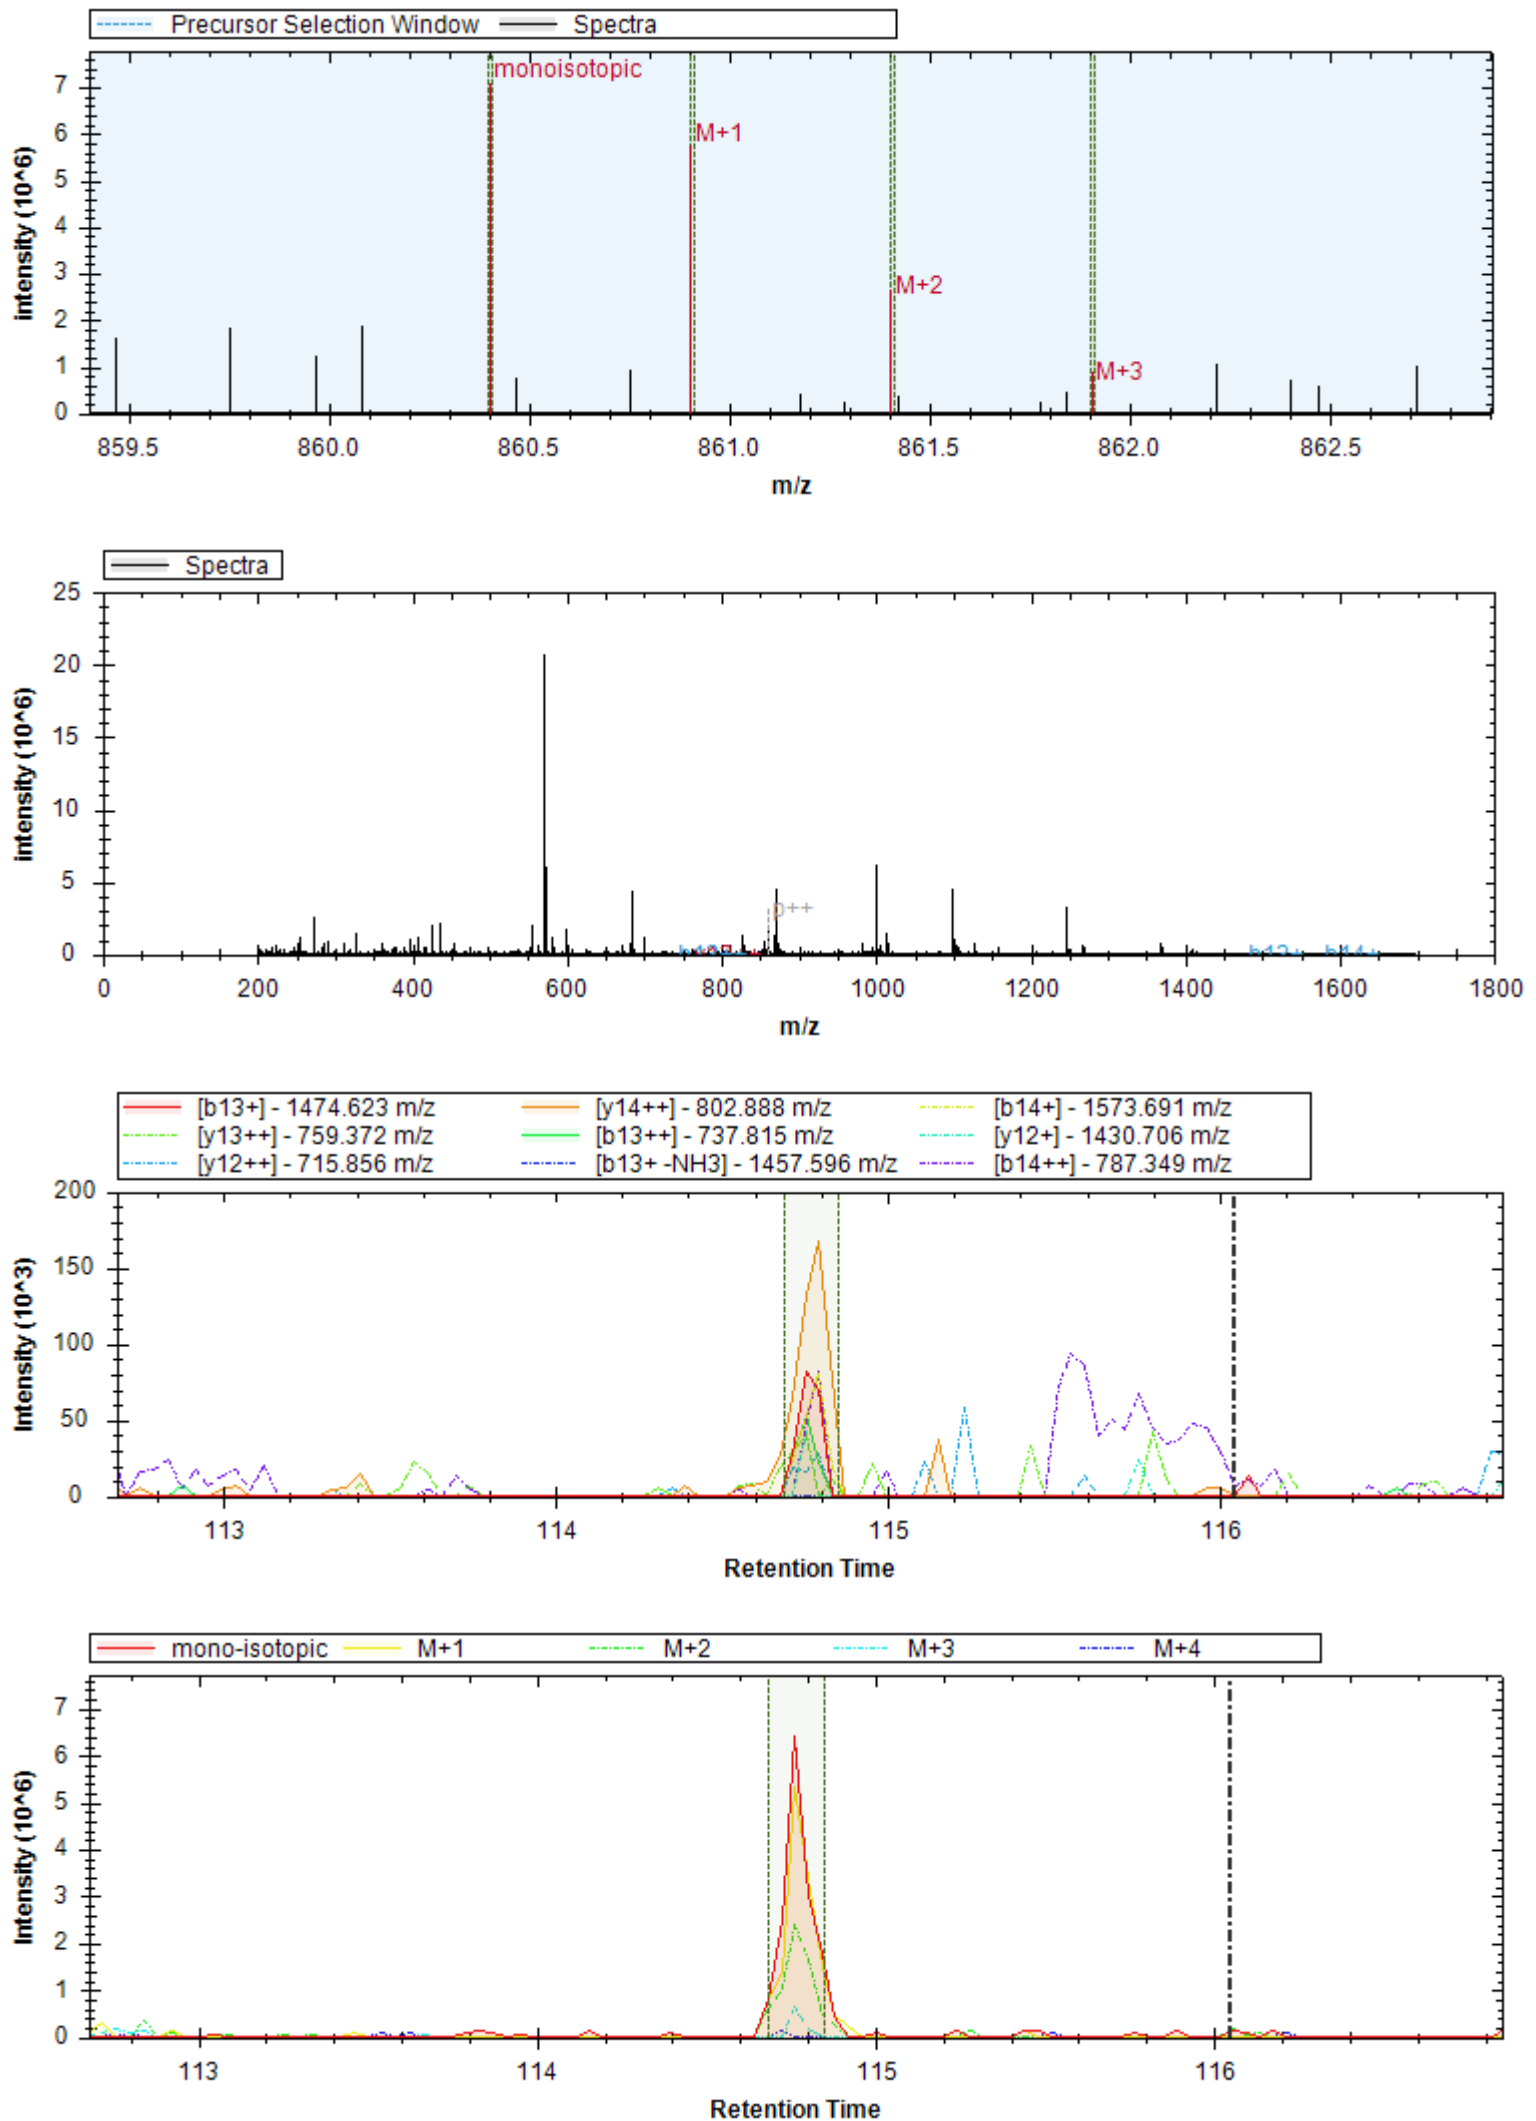 Precursor Selection Window Spectra
intensity (10^6)
7
6
5
4
3
2
1
0
monoisotopic
M+1
M+2
M+3
859.5 860.0 860.5 861.0 861.5 862.0 862.5
m/z
Spectra
intensity (10^6)
25
20
15
10
5
0
p++
0 200 400 600 800 1000 1200 1400 1600 1800
m/z
[b13+] - 1474.623 m/z [y14++] - 802.888 m/z [b14+] - 1573.691 m/z
[y13++] - 759.372 m/z [b13++] - 737.815 m/z [y12+] - 1430.706 m/z
[y12++] - 715.856 m/z [b13+ -NH3] - 1457.596 m/z [b14++] - 787.349 m/z
Intensity (10^3)
200
150
100
50
0
113 114 115 116
Retention Time
mono-isotopic M+1 M+2 M+3 M+4
Intensity (10^6)
7
6
5
4
3
2
1
0
113 114 115 116
Retention Time